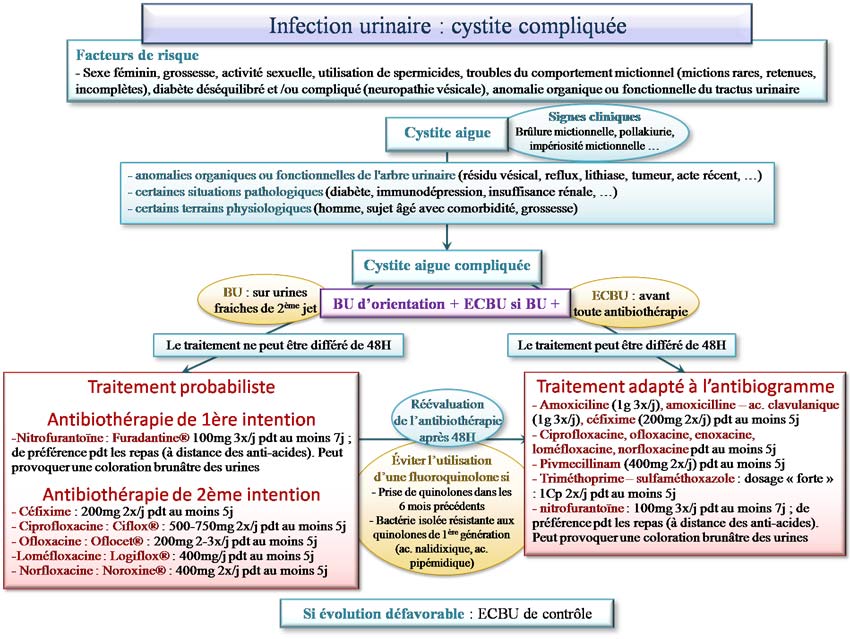 Infection urinaire : cystite compliquée
Facteurs de risque
- Sexe féminin, grossesse, activité sexuelle, utilisation de spermicides, troubles du comportement mictionnel (mictions rares, retenues,
incomplètes), diabète déséquilibré et /ou compliqué (neuropathie vésicale), anomalie organique ou fonctionnelle du tractus urinaire
Cystite aigue
Signes cliniques
Brûlure mictionnelle, pollakiurie,
impériosité mictionnelle ...
- anomalies organiques ou fonctionnelles de l'arbre urinaire (résidu vésical, reflux, lithiase, tumeur, acte récent, …)
- certaines situations pathologiques (diabète, immunodépression, insuffisance rénale, …)
- certains terrains physiologiques (homme, sujet âgé avec comorbidité, grossesse)
Cystite aigue compliquée
BU : sur urines
fraiches de 2ème jet
BU d'orientation + ECBU si BU +
ECBU : avant
toute antibiothérapie
Le traitement ne peut être différé de 48H
Le traitement peut être différé de 48H
Traitement probabiliste
Antibiothérapie de 1ère intention
-Nitrofurantoïne: Furadantine® 100mg 3x/j pdt au moins 7j ;
de préférence pdt les repas (à distance des anti-acides). Peut
provoquer une coloration brunâtre des urines
Antibiothérapie de 2ème intention
- Céfixime : 200mg 2x/j pdt au moins 5j
- Ciprofloxacine : Ciflox® : 500-750mg 2x/j pdt au moins 5j
- Ofloxacine : Oflocet® : 200mg 2-3x/j pdt au moins 5j
-Loméfloxacine : Logiflox® : 400mg/j pdt au moins 5j
- Norfloxacine : Noroxine® : 400mg 2x/j pdt au moins 5j
Réévaluation
de l'antibiothérapie
après 48H
Éviter l'utilisation
d'une fluoroquinolone si
- Prise de quinolones dans les
6 mois précédents
- Bactérie isolée résistante aux
quinolones de 1ère génération
(ac. nalidixique, ac.
pipémidique)
Traitement adapté à l'antibiogramme
- Amoxiciline (1g 3x/j), amoxicilline – ac. clavulanique
(1g 3x/j), céfixime (200mg 2x/j) pdt au moins 5j
- Ciprofloxacine, ofloxacine, enoxacine,
loméfloxacine, norfloxacine pdt au moins 5j
- Pivmecillinam (400mg 2x/j) pdt au moins 5j
- Triméthoprime – sulfaméthoxazole : dosage « forte »
: 1Cp 2x/j pdt au moins 5j
- nitrofurantoïne : 100mg 3x/j pdt au moins 7j ; de
préférence pdt les repas (à distance des anti-acides).
Peut provoquer une coloration brunâtre des urines
Si évolution défavorable : ECBU de contrôle